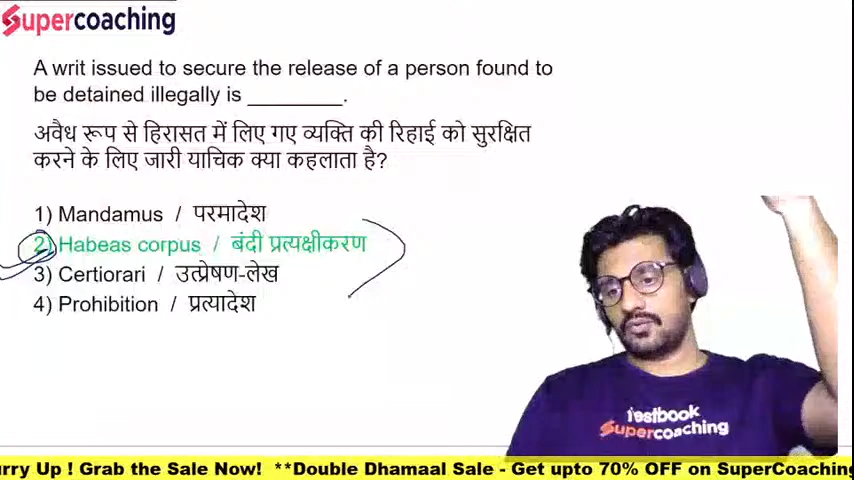 Supercoaching
A writ issued to secure the release of a person found to
be detained illegally is ________.
अवैध रूप से हिरासत में लिए गए व्यक्ति की रिहाई को सुरक्षित
करने के लिए जारी याचिक क्या कहलाता है?
1) Mandamus / परमादेश
2) Habeas corpus / बंदी प्रत्यक्षीकरण
3) Certiorari / उत्प्रेषण-लेख
4) Prohibition / प्रत्यादेश
testbook
Supercoaching
urry Up ! Grab the Sale Now! **Double Dhamaal Sale - Get upto 70% OFF on SuperCoaching